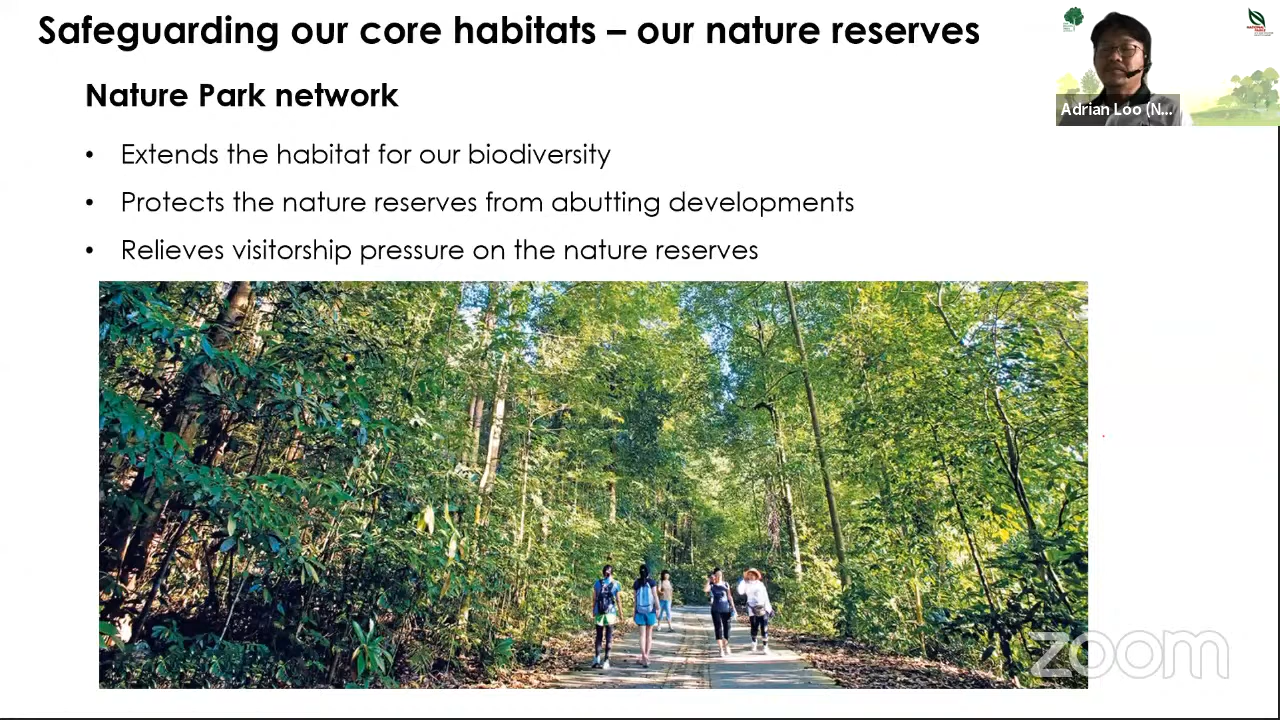 Safeguarding our core habitats – our nature reserves
Nature Park network
• Extends the habitat for our biodiversity
• Protects the nature reserves from abutting developments
• Relieves visitorship pressure on the nature reserves
Adrian Loo (N...
zoom